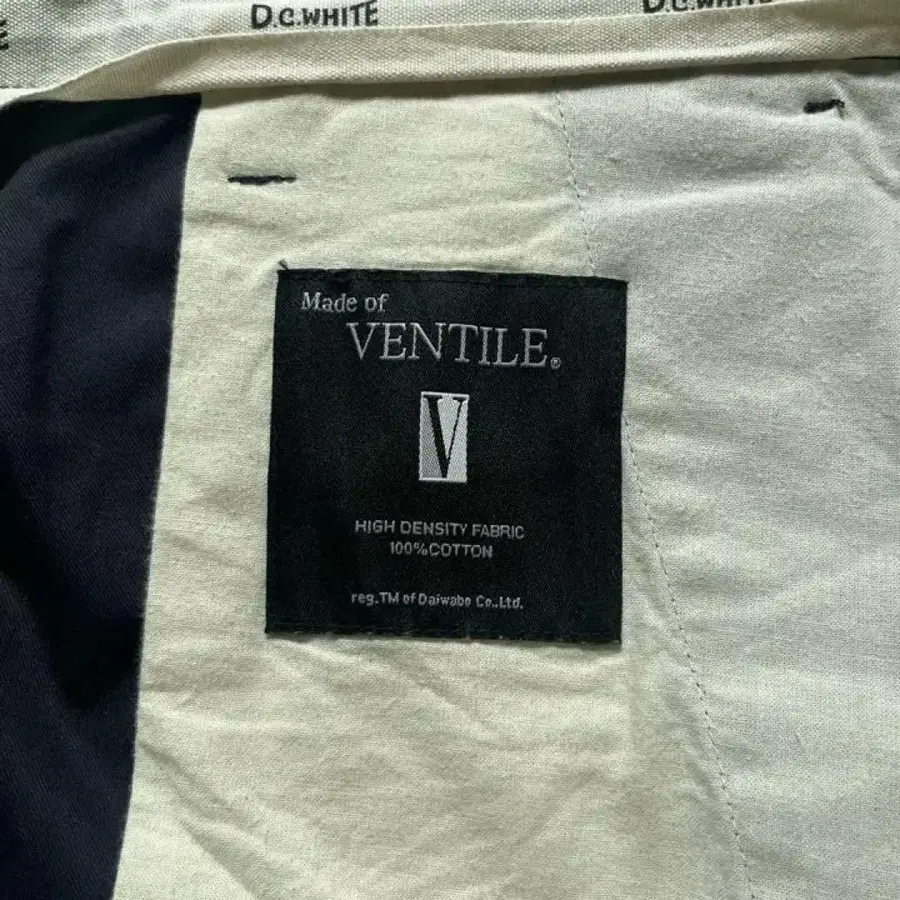 D.C.WHITE
D.C.WHITE
Made of
VENTILE®
V
HIGH DENSITY FABRIC
100%COTTON
reg.TM of Daiwabo Co.,Ltd.